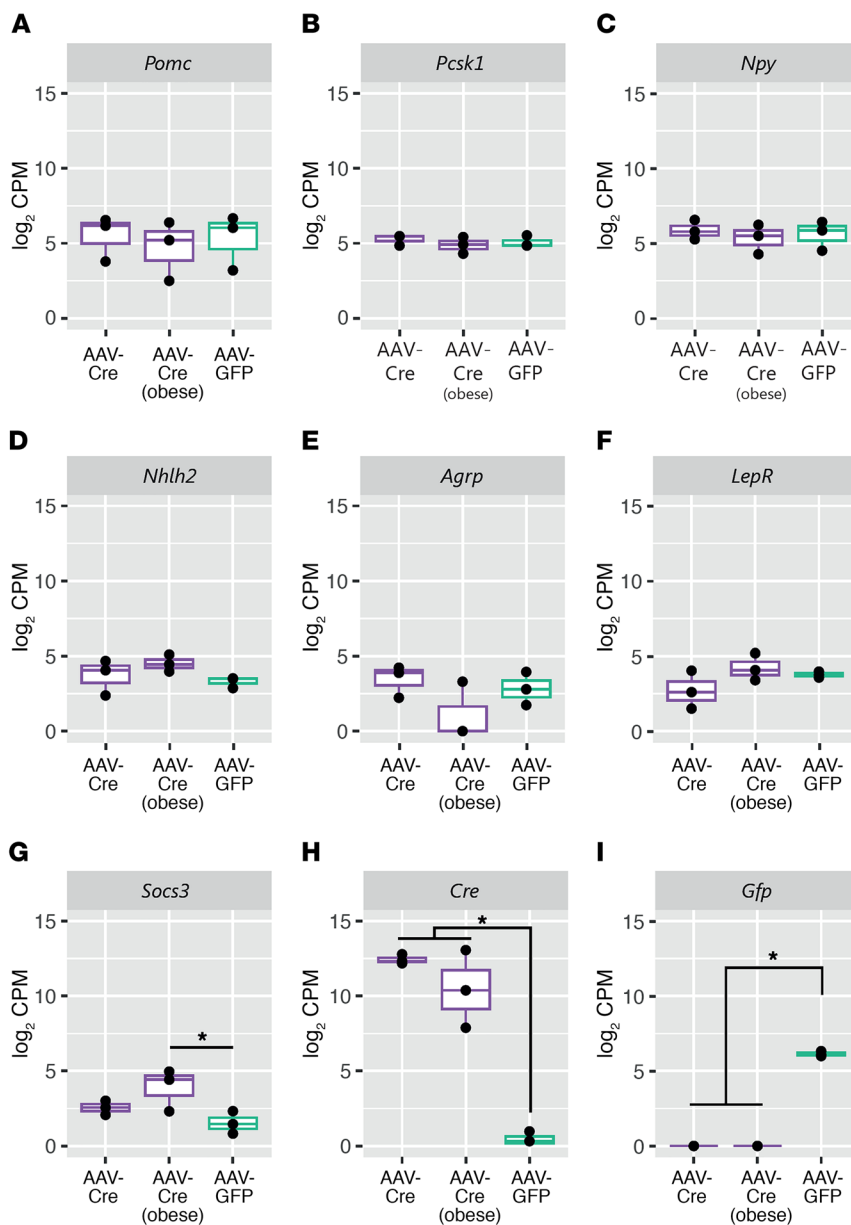 A B C
Pomc Pcsk1 Npy
15 15 15
10 10 10
5 5 5
0 0 0
log2 CPM log2 CPM log2 CPM
AAV- AAV- AAV- AAV- AAV- AAV- AAV- AAV- AAV-
Cre Cre GFP Cre Cre GFP Cre Cre GFP
(obese) (obese) (obese)
D E F
Nhlh2 Agrp LepR
15 15 15
10 10 10
5 5 5
0 0 0
log2 CPM log2 CPM log2 CPM
AAV- AAV- AAV- AAV- AAV- AAV- AAV- AAV- AAV-
Cre Cre GFP Cre Cre GFP Cre Cre GFP
(obese) (obese) (obese)
G H I
Socs3 Cre Gfp
15 15 15
* *
10 10 10
*
5 5 5
0 0 0
log2 CPM log2 CPM log2 CPM
AAV- AAV- AAV- AAV- AAV- AAV- AAV- AAV- AAV-
Cre Cre GFP Cre Cre GFP Cre Cre GFP
(obese) (obese) (obese)